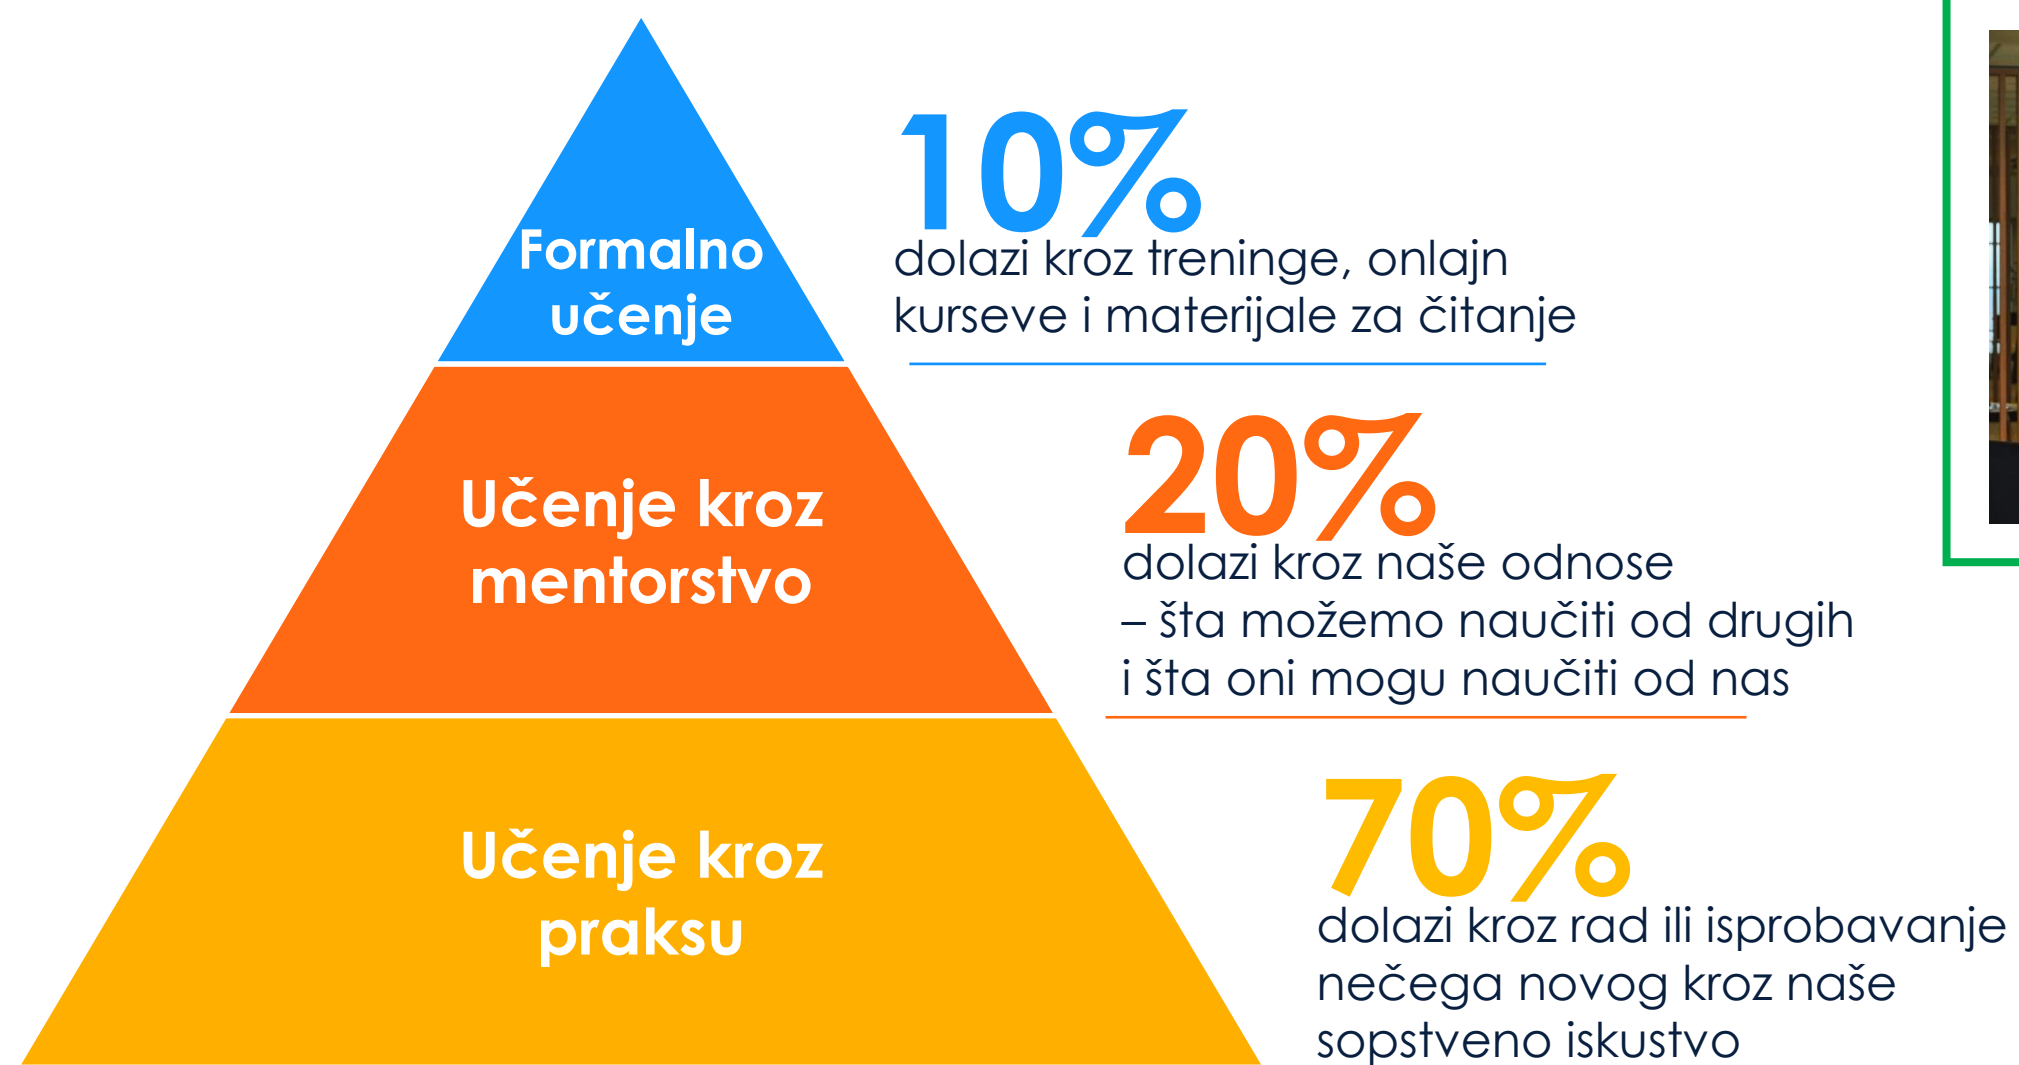 Formalno
učenje
10%
dolazi kroz treninge, onlajn
kurseve i materijale za čitanje
Učenje kroz
mentorstvo
20%
dolazi kroz naše odnose
– šta možemo naučiti od drugih
i šta oni mogu naučiti od nas
Učenje kroz
praksu
70%
dolazi kroz rad ili isprobavanje
nečega novog kroz naše
sopstveno iskustvo